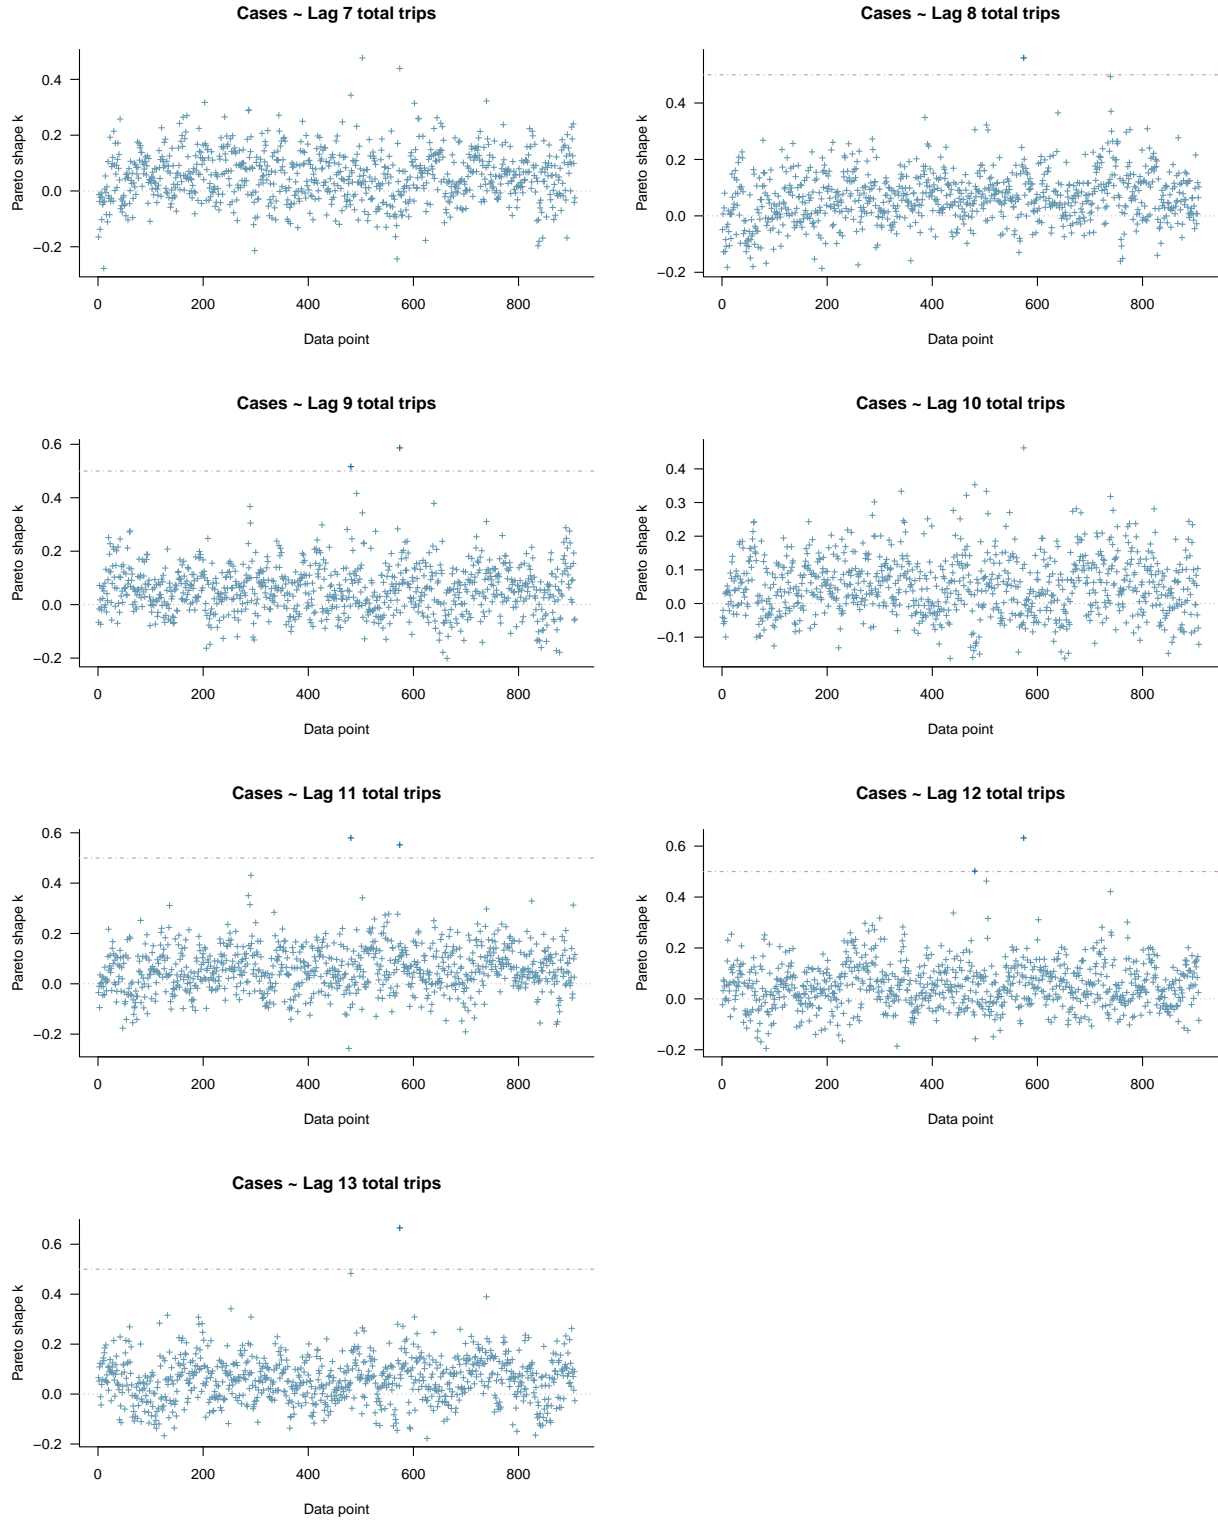 Cases ~ Lag 7 total trips
Pareto shape k
0.4
0.2
0.0
−0.2
0 200 400 600 800
Data point
Cases ~ Lag 8 total trips
Pareto shape k
0.4
0.2
0.0
−0.2
0 200 400 600 800
Data point
Cases ~ Lag 9 total trips
Pareto shape k
0.6
0.4
0.2
0.0
−0.2
0 200 400 600 800
Data point
Cases ~ Lag 10 total trips
Pareto shape k
0.4
0.3
0.2
0.1
0.0
−0.1
0 200 400 600 800
Data point
Cases ~ Lag 11 total trips
Pareto shape k
0.6
0.4
0.2
0.0
−0.2
0 200 400 600 800
Data point
Cases ~ Lag 12 total trips
Pareto shape k
0.6
0.4
0.2
0.0
−0.2
0 200 400 600 800
Data point
Cases ~ Lag 13 total trips
Pareto shape k
0.6
0.4
0.2
0.0
−0.2
0 200 400 600 800
Data point